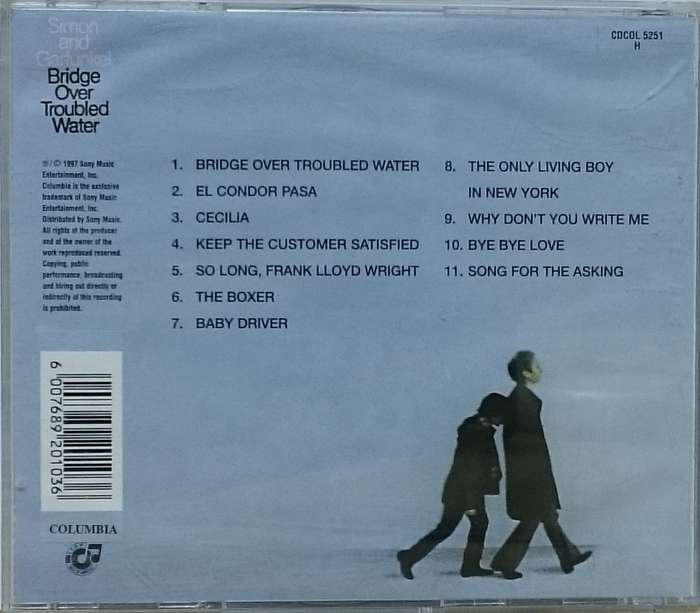 Simon
and
Garfunkel
Bridge
Over
Troubled
Water
CDCOL 5251
H
℗/© 1997 Sony Music
Entertainment, Inc.
Columbia is the exclusive
trademark of Sony Music
Entertainment, Inc.
Distributed by Sony Music.
All rights of the producer
and of the owner of the
work reproduced reserved.
Copying, public
performance, broadcasting
and hiring out directly or
indirectly of this recording
is prohibited.
1. BRIDGE OVER TROUBLED WATER
2. EL CONDOR PASA
3. CECILIA
4. KEEP THE CUSTOMER SATISFIED
5. SO LONG, FRANK LLOYD WRIGHT
6. THE BOXER
7. BABY DRIVER
8. THE ONLY LIVING BOY
IN NEW YORK
9. WHY DON'T YOU WRITE ME
10. BYE BYE LOVE
11. SONG FOR THE ASKING
6 007689 201036
COLUMBIA